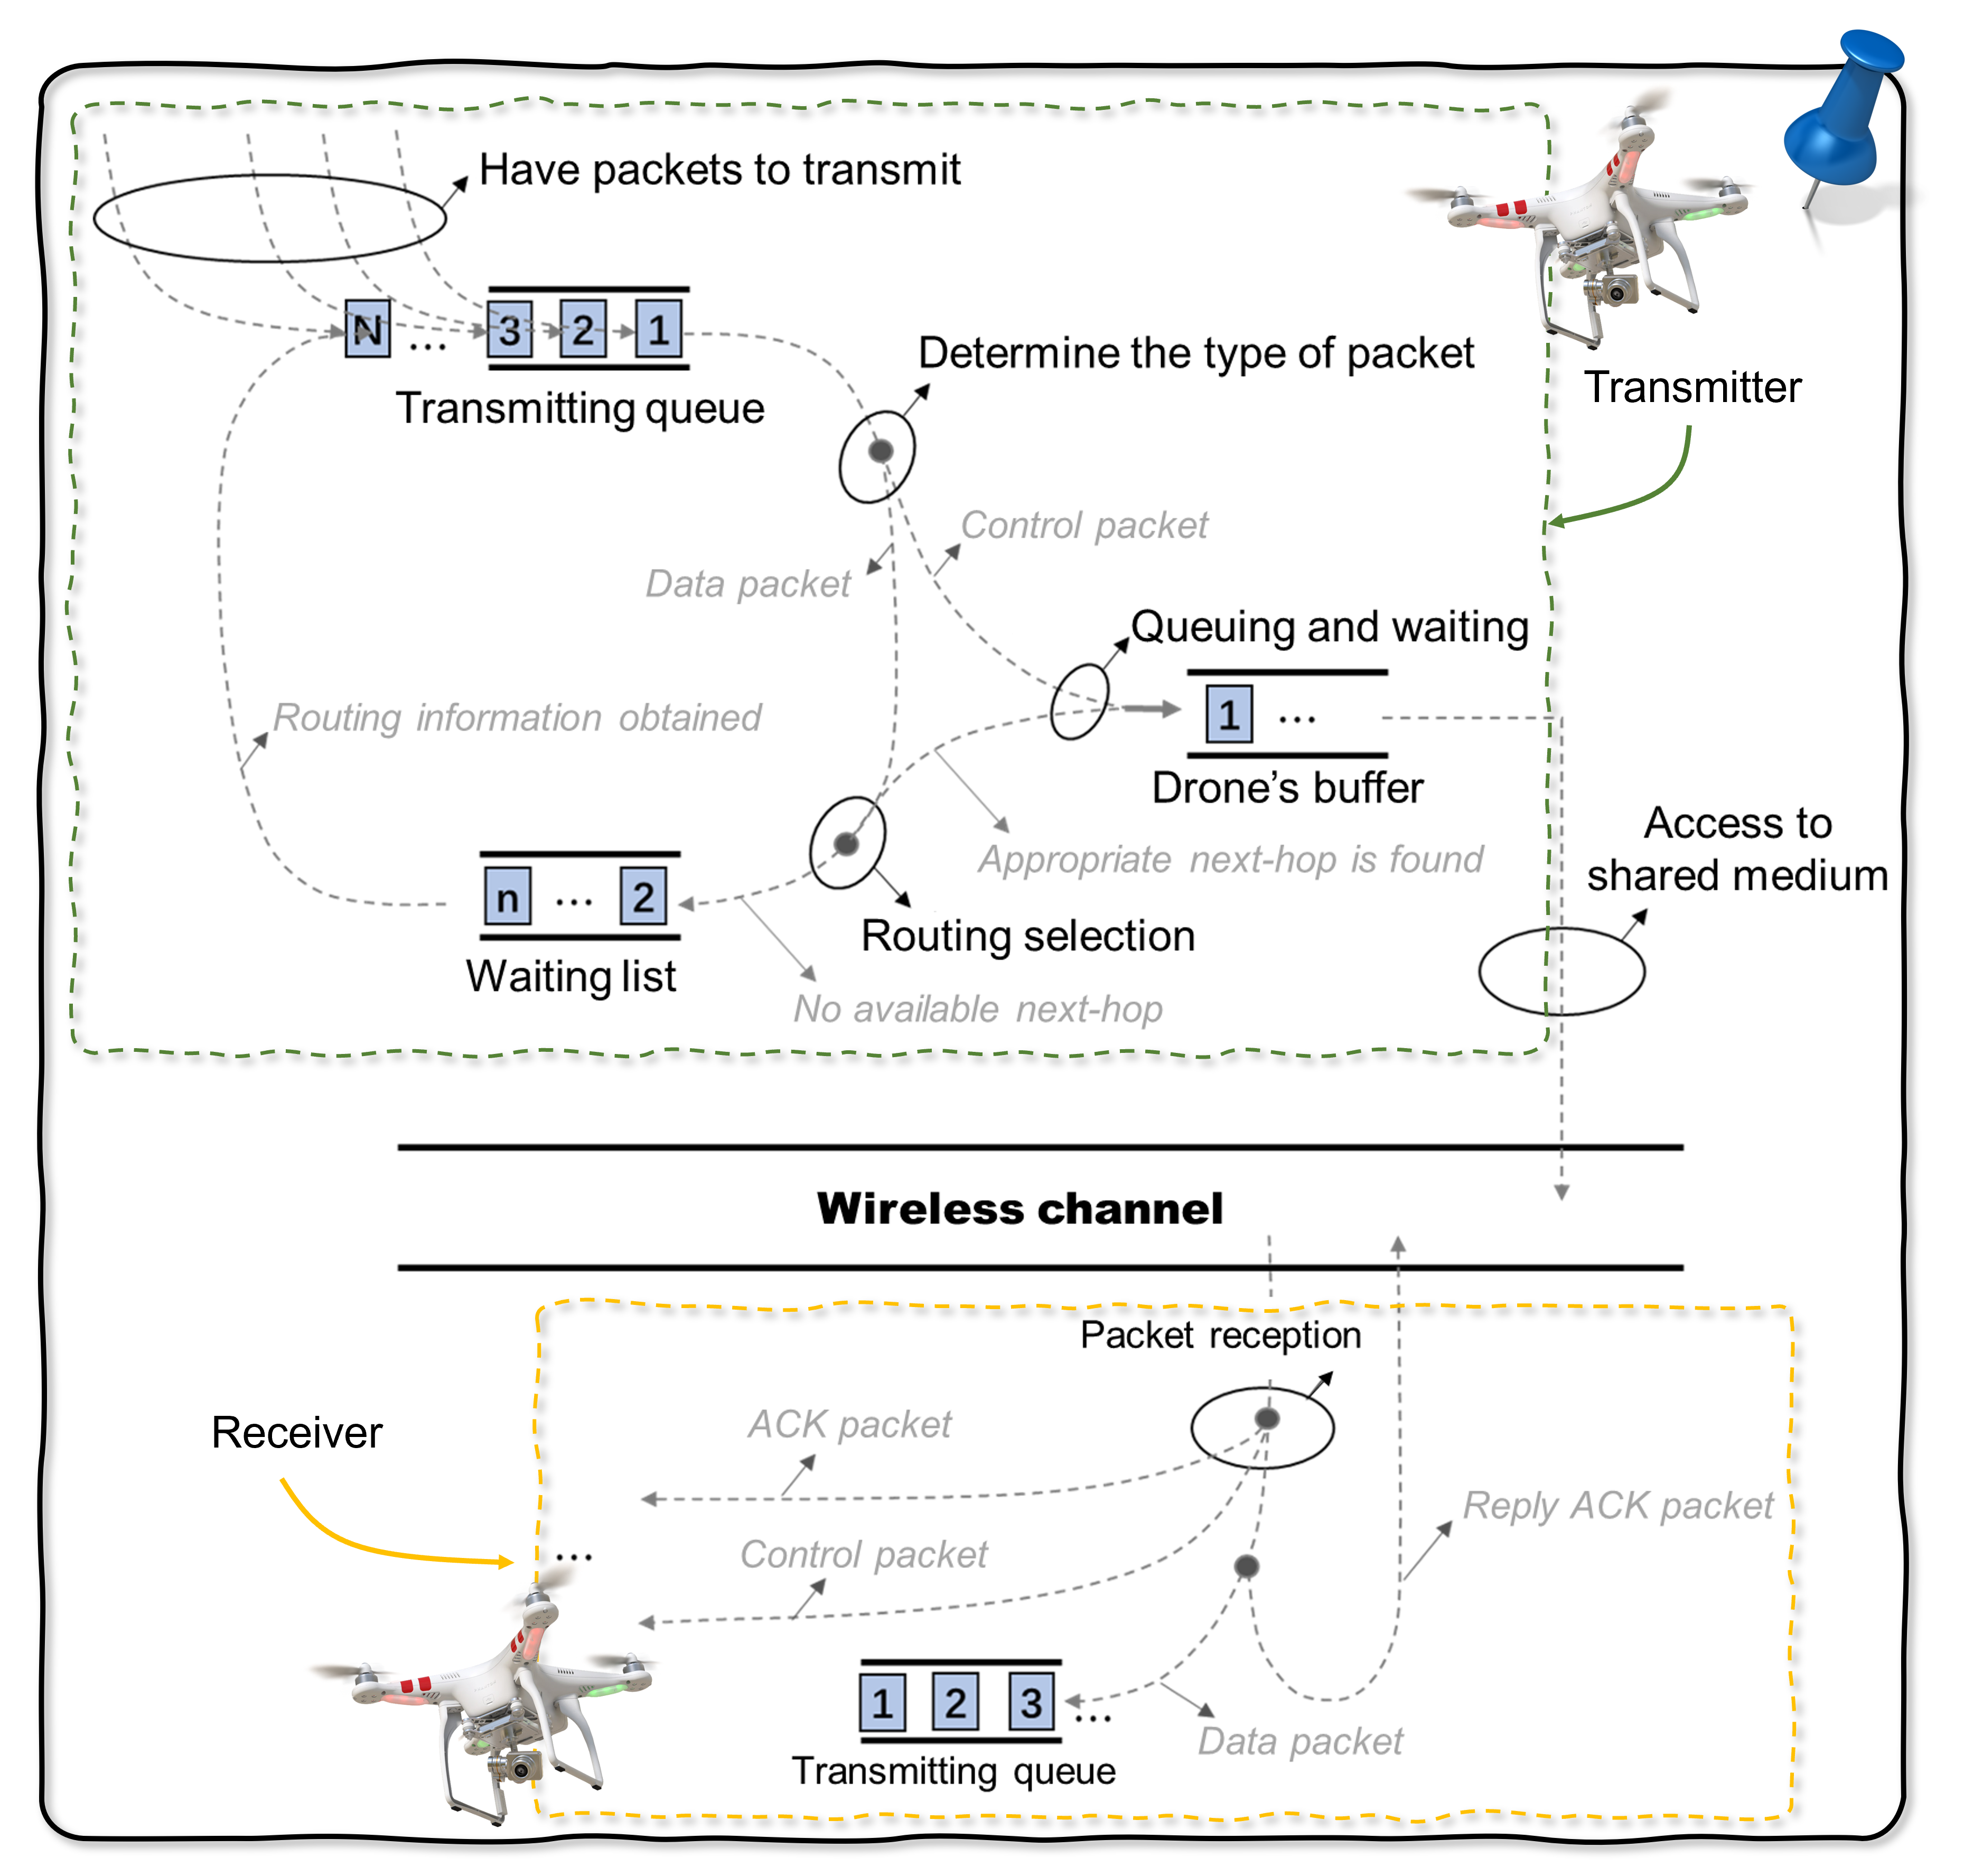 Have packets to transmit
N ... 3 2 1
Transmitting queue
Determine the type of packet
Transmitter
Control packet
Data packet
Queuing and waiting
Routing information obtained
1 ...
Drone’s buffer
Access to
shared medium
Appropriate next-hop is found
n ... 2
Waiting list
Routing selection
No available next-hop
Wireless channel
Packet reception
Receiver
ACK packet
Reply ACK packet
...
Control packet
1 2 3 ...
Data packet
Transmitting queue